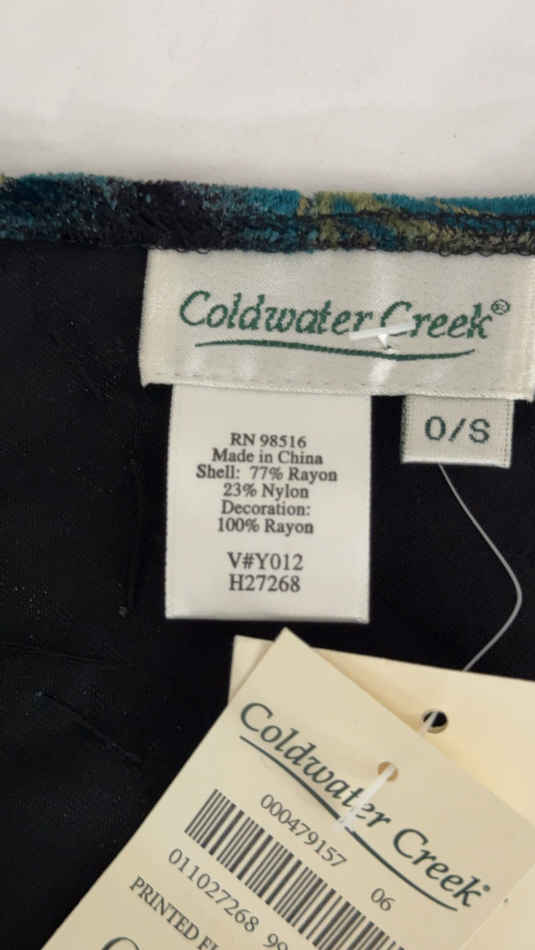 Coldwater Creek®
O/S
RN 98516
Made in China
Shell: 77% Rayon
23% Nylon
Decoration:
100% Rayon
V#Y012
H27268
Coldwater Creek®
000479157 06
011027268
PRINTED